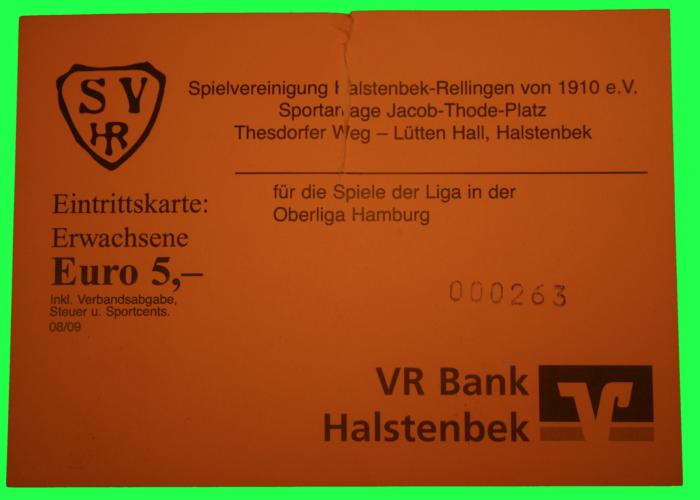 SV
HR
Spielvereinigung Halstenbek-Rellingen von 1910 e.V.
Sportanlage Jacob-Thode-Platz
Thesdorfer Weg – Lütten Hall, Halstenbek
für die Spiele der Liga in der
Oberliga Hamburg
Eintrittskarte:
Erwachsene
Euro 5,–
Inkl. Verbandsabgabe,
Steuer u. Sportcents.
08/09
000263
VR Bank
Halstenbek